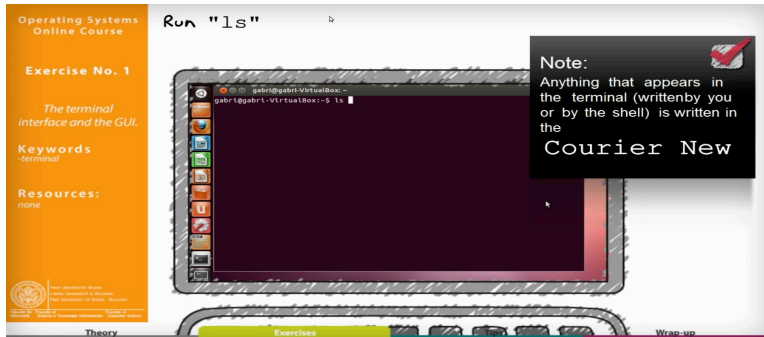 Operating Systems
Online Course
Exercise No. 1
The terminal
interface and the GUI.
Keywords
-terminal
Resources:
none
Run "ls"
gabri@gabri-VirtualBox: ~
gabri@gabri-VirtualBox:~$ ls
Note:
Anything that appears in
the terminal (writtenby you
or by the shell) is written in
the
Courier New
Theory
Exercises
Tips
Wrap-up